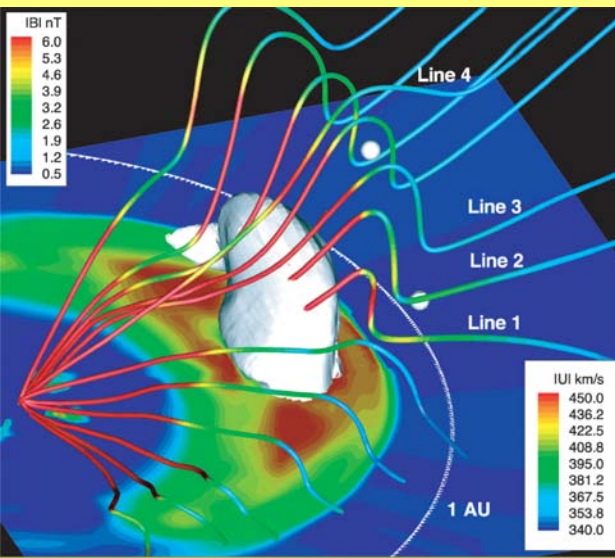 IBI nT
6.0
5.3
4.6
3.9
3.2
2.6
1.9
1.2
0.5
Line 4
Line 3
Line 2
Line 1
IUI km/s
450.0
436.2
422.5
408.8
395.0
381.2
367.5
353.8
340.0
1 AU